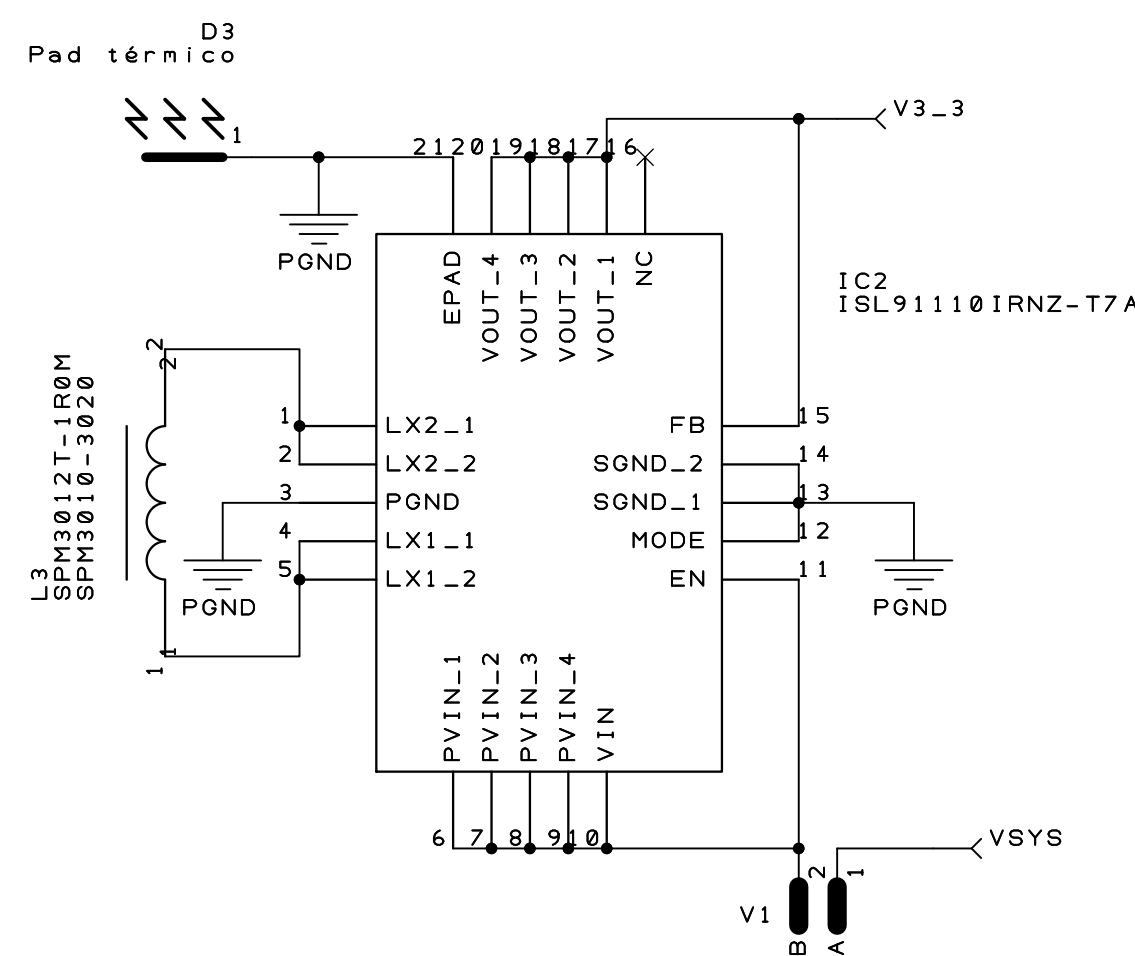 D3
Pad térmico
1
V3_3
21 20 19 18 17 16
PGND
EPAD
VOUT_4
VOUT_3
VOUT_2
VOUT_1
NC
IC2
ISL91110IRNZ-T7A
2
2
L3
SPM3012T-1R0M
SPM3010-3020
1
1
1 LX2_1
2 LX2_2
3 PGND
4 LX1_1
5 LX1_2
PGND
FB 15
SGND_2 14
SGND_1 13
MODE 12
EN 11
PGND
PVIN_1
PVIN_2
PVIN_3
PVIN_4
VIN
6 7 8 9 10
VSYS
2 1
V1
B A